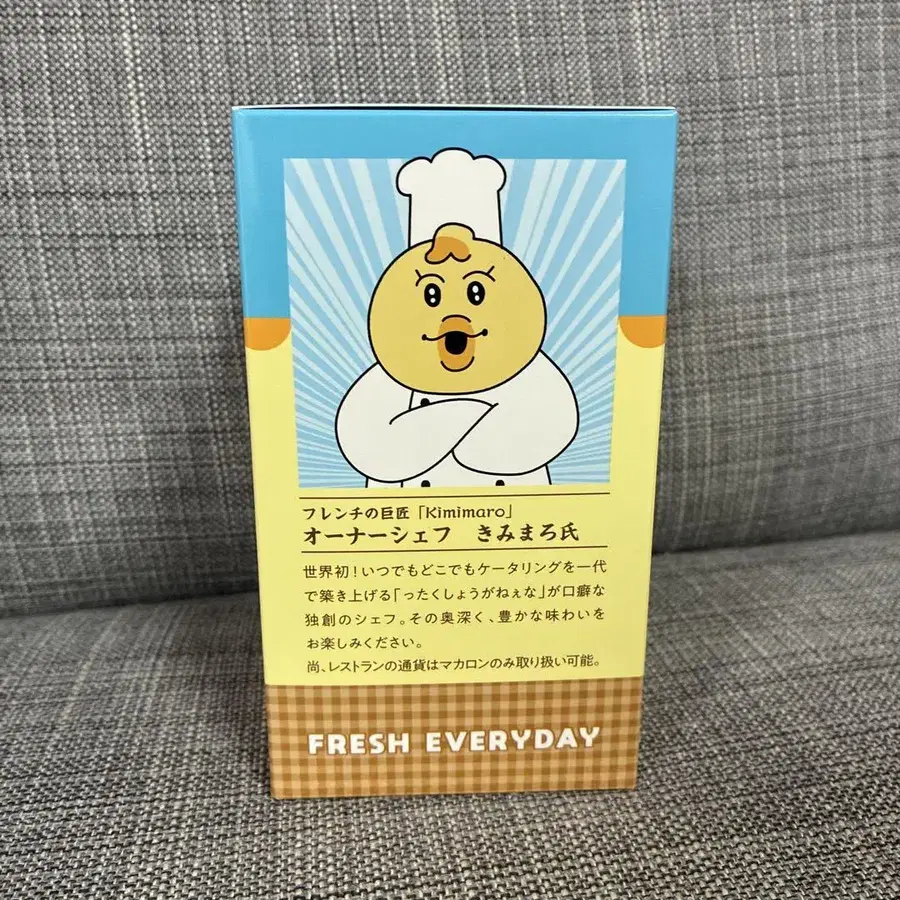 フレンチの巨匠「Kimimaro」
オーナーシェフ　きみまろ氏
世界初！いつでもどこでもケータリングを一代
で築き上げる「ったくしょうがねぇな」が口癖な
独創のシェフ。その奥深く、豊かな味わいを
お楽しみください。
尚、レストランの通貨はマカロンのみ取り扱い可能。
FRESH EVERYDAY